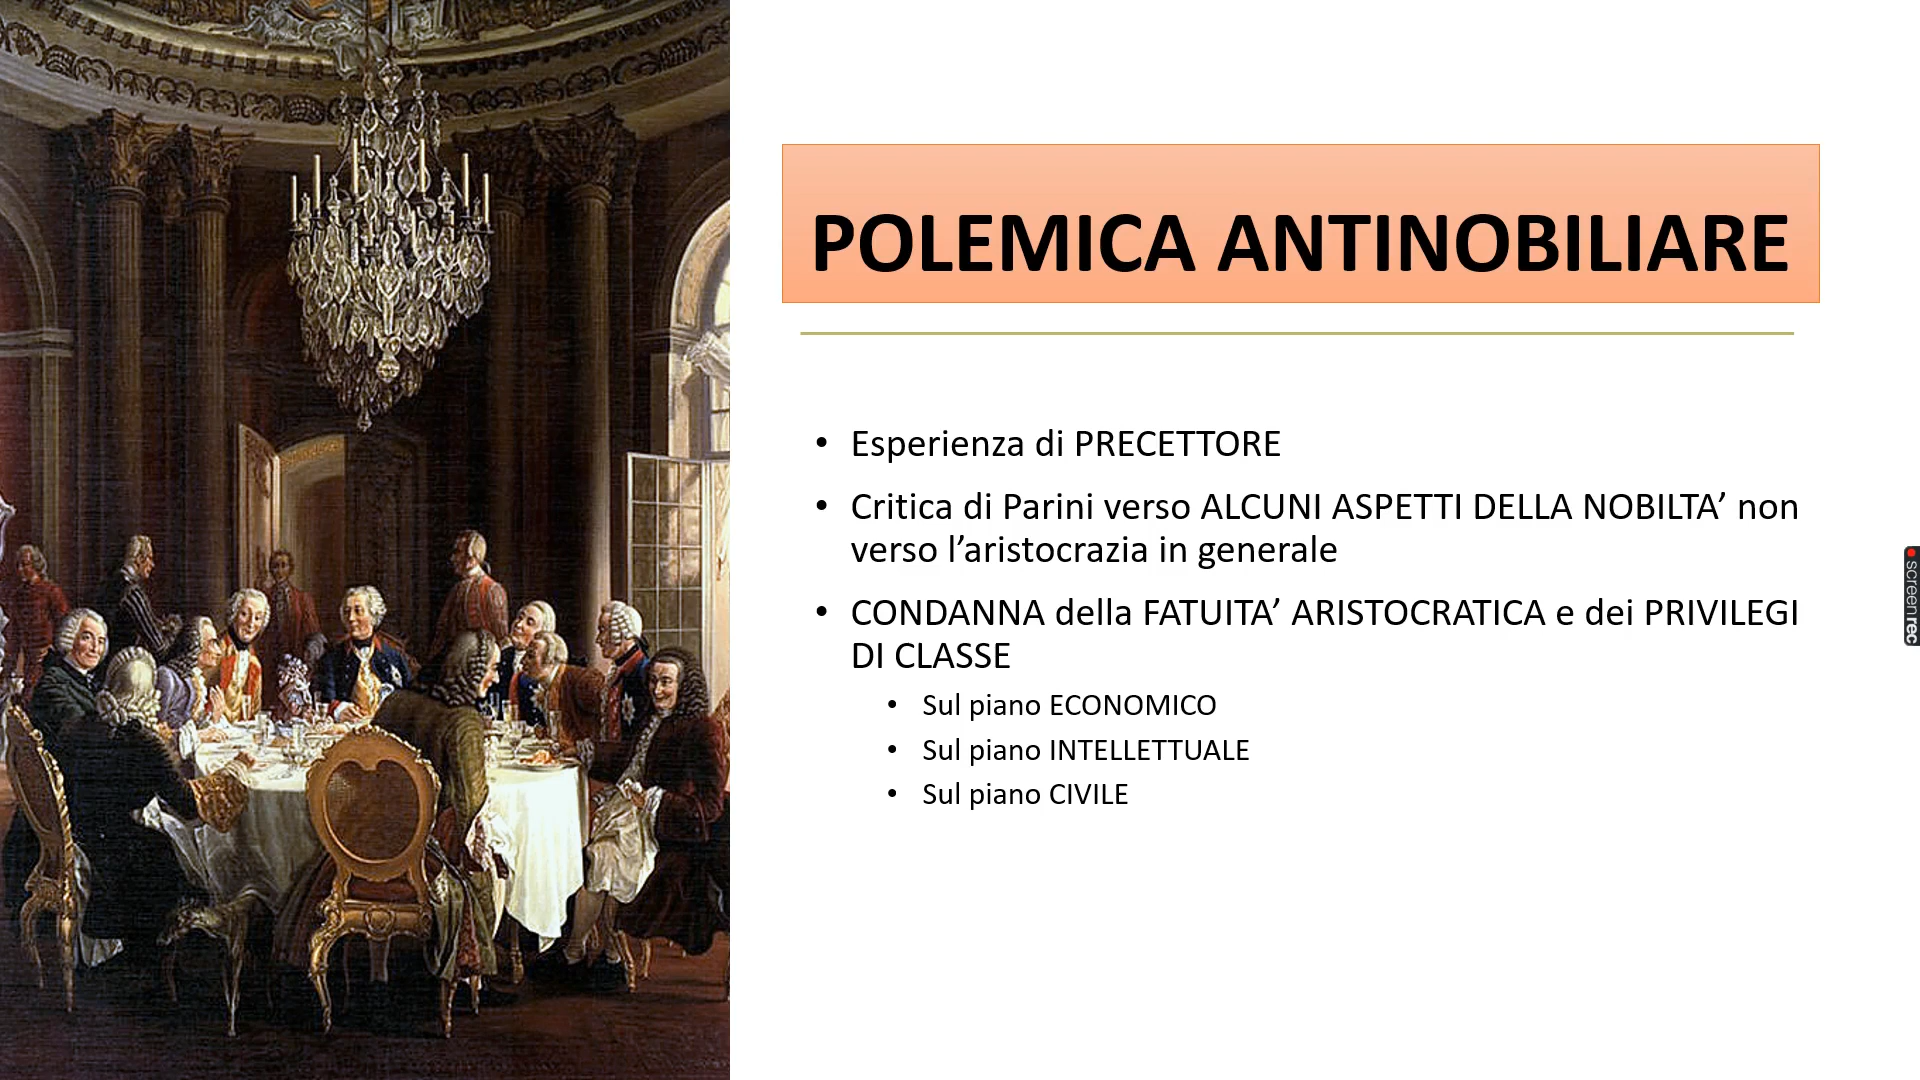 POLEMICA ANTINOBILIARE
• Esperienza di PRECETTORE
• Critica di Parini verso ALCUNI ASPETTI DELLA NOBILTA’ non
verso l’aristocrazia in generale
• CONDANNA della FATUITA’ ARISTOCRATICA e dei PRIVILEGI
DI CLASSE
• Sul piano ECONOMICO
• Sul piano INTELLETTUALE
• Sul piano CIVILE
screenrec